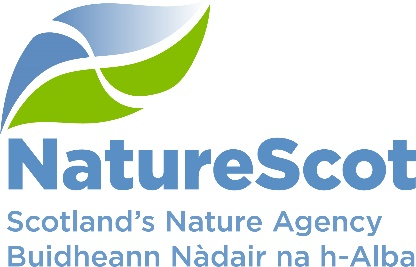 NatureScot
Scotland's Nature Agency
Buidheann Nàdair na h-Alba